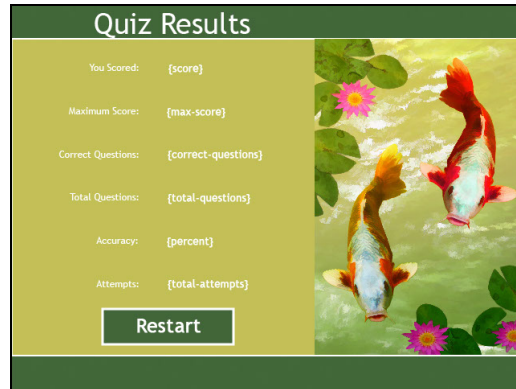 Quiz Results
You Scored: {score}
Maximum Score: {max-score}
Correct Questions: {correct-questions}
Total Questions: {total-questions}
Accuracy: {percent}
Attempts: {total-attempts}
Restart